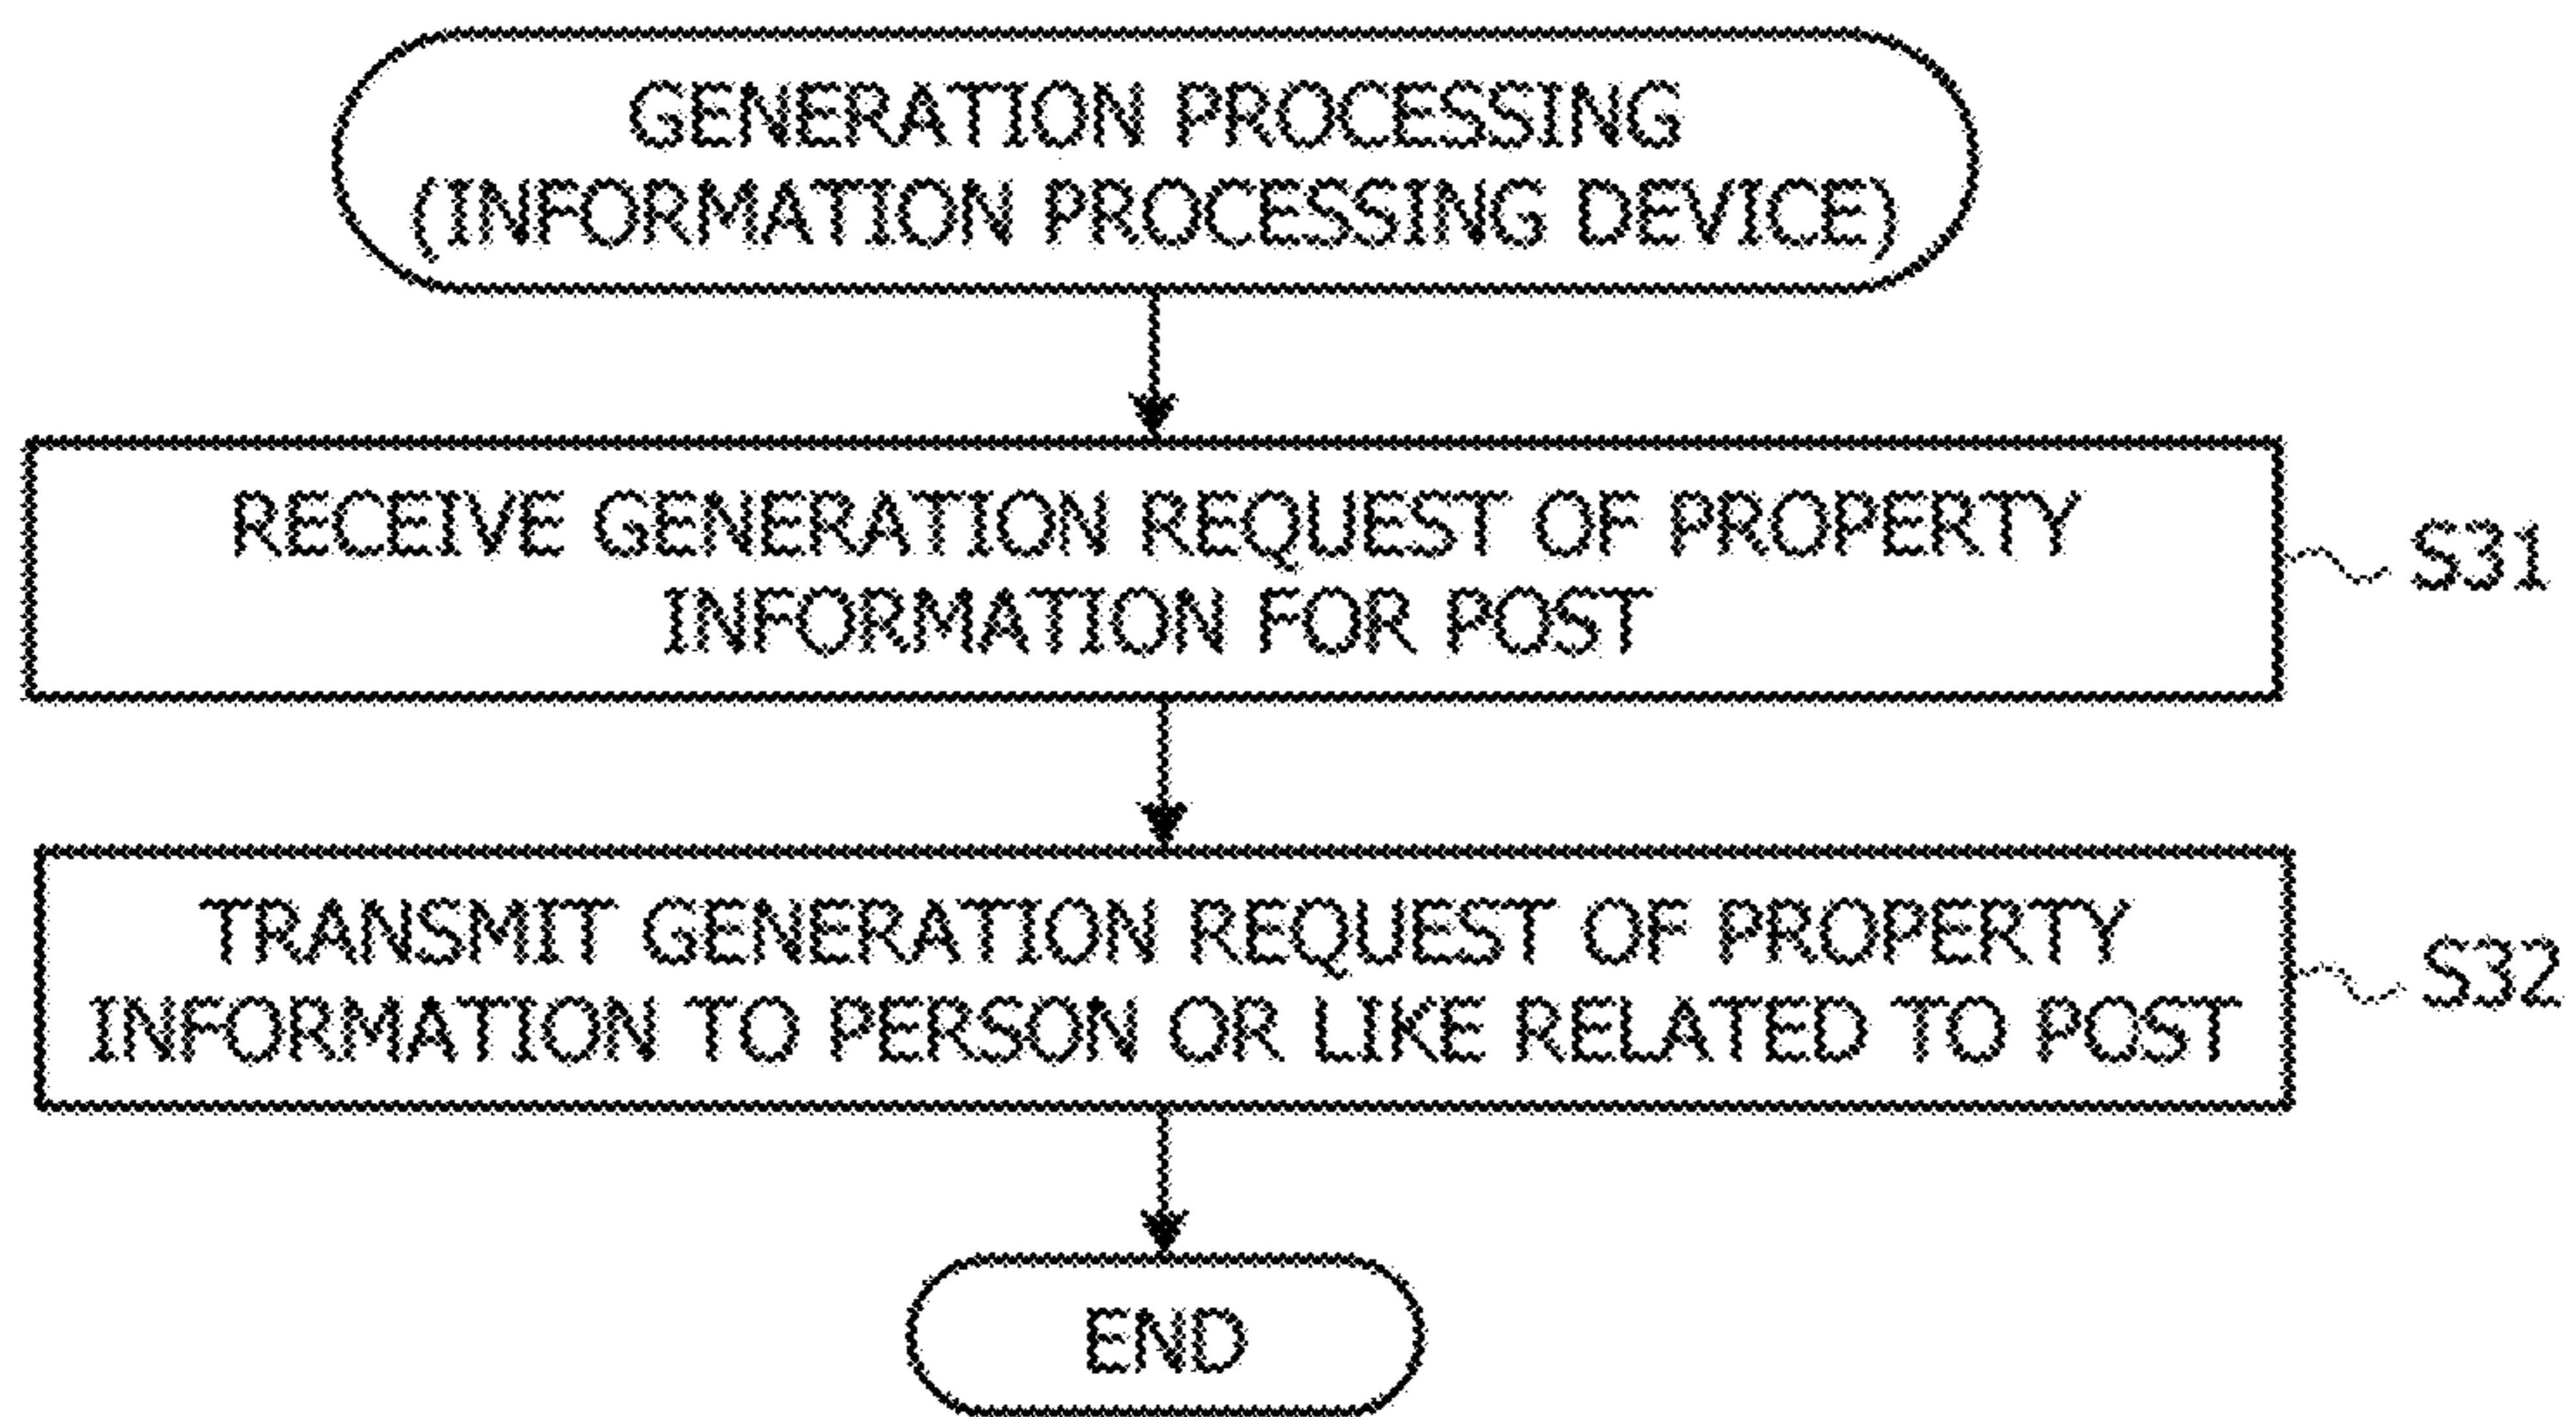 GENERATION PROCESSING
(INFORMATION PROCESSING DEVICE)
RECEIVE GENERATION REQUEST OF PROPERTY
INFORMATION FOR POST
S31
TRANSMIT GENERATION REQUEST OF PROPERTY
INFORMATION TO PERSON OR LIKE RELATED TO POST
S32
END